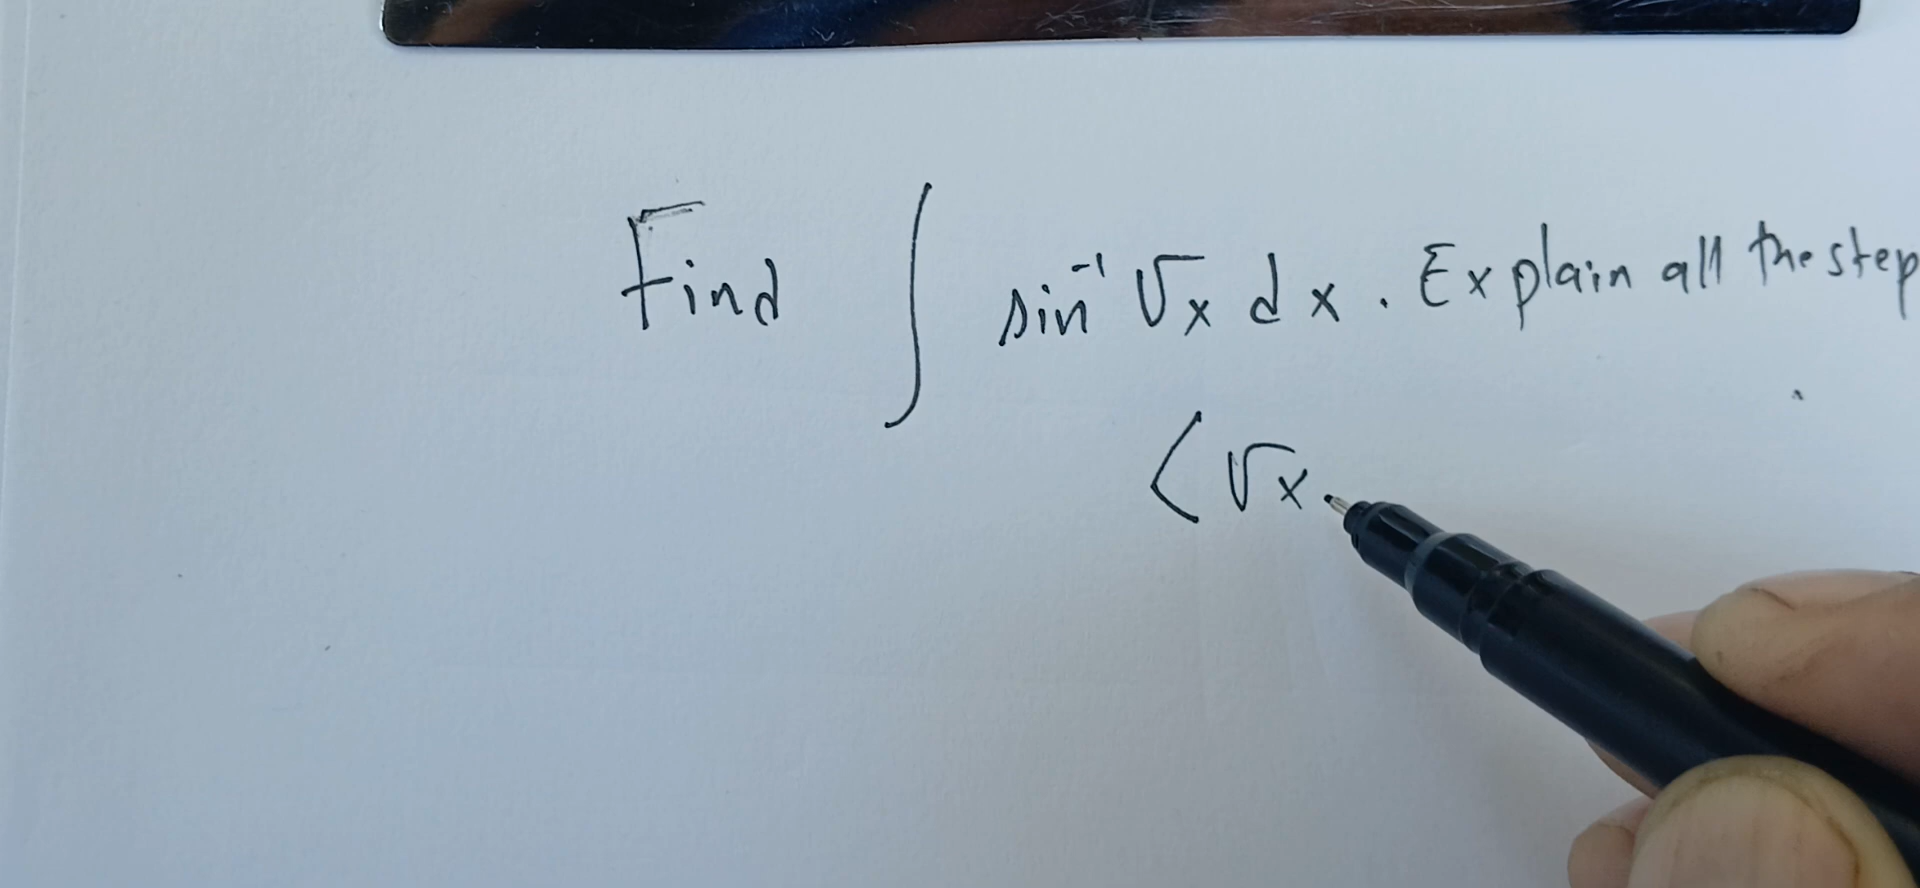 Find ∫ sin⁻¹ √x dx. Explain all the step
< √x